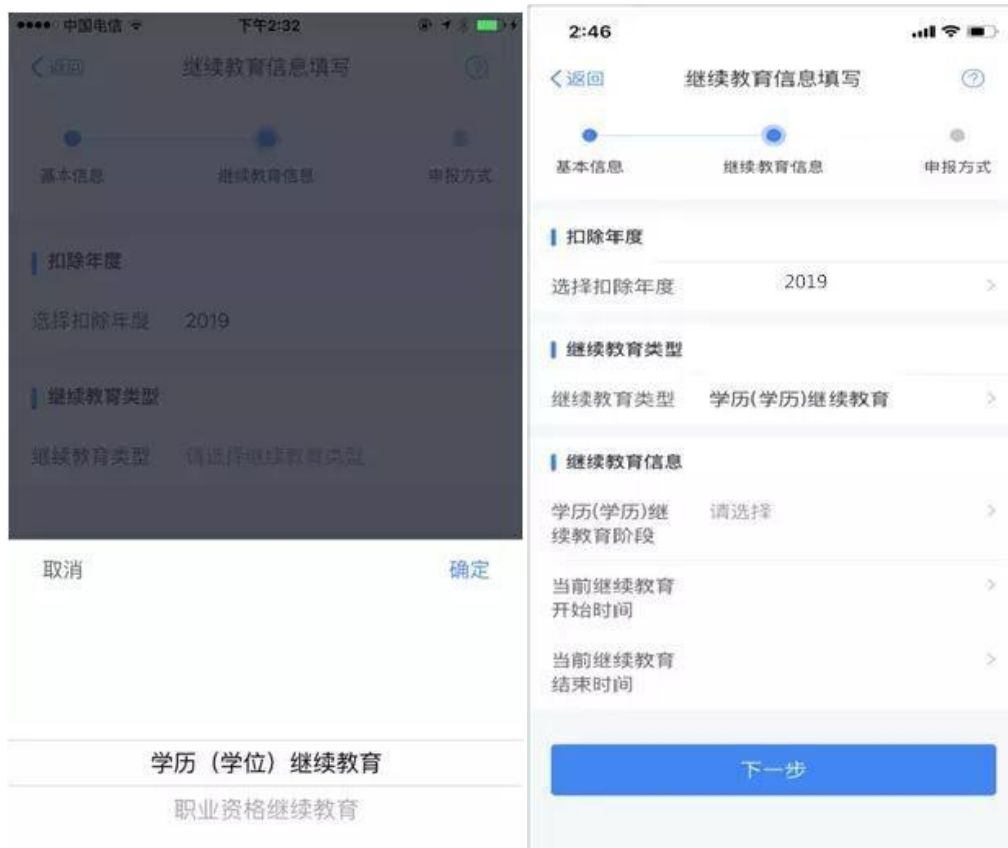 中国电信
下午2:32
返回
继续教育信息填写
基本信息
继续教育信息
申报方式
扣除年度
选择扣除年度
2019
继续教育类型
继续教育类型
请选择继续教育类型
取消
确定
学历（学位）继续教育
职业资格继续教育
2:46
返回
继续教育信息填写
基本信息
继续教育信息
申报方式
扣除年度
选择扣除年度
2019
继续教育类型
继续教育类型
学历(学历)继续教育
继续教育信息
学历(学历)继
续教育阶段
请选择
当前继续教育
开始时间
当前继续教育
结束时间
下一步